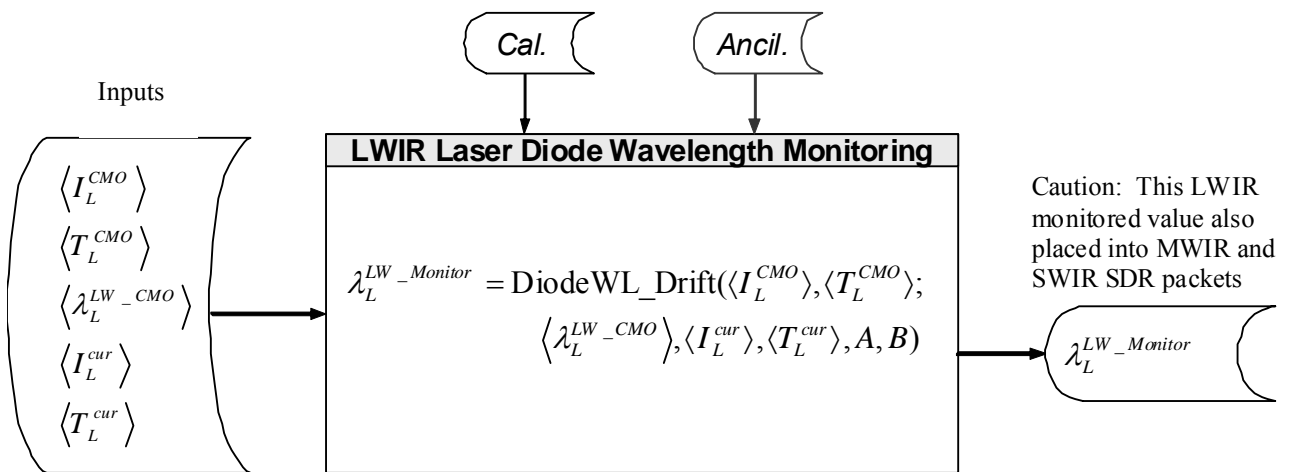 Cal.
Ancil.
Inputs
⟨I_L^{CMO}⟩
⟨T_L^{CMO}⟩
⟨λ_L^{LW_CMO}⟩
⟨I_L^{cur}⟩
⟨T_L^{cur}⟩
LWIR Laser Diode Wavelength Monitoring
λ_L^{LW_Monitor} = DiodeWL_Drift(⟨I_L^{CMO}⟩,⟨T_L^{CMO}⟩;
⟨λ_L^{LW_CMO}⟩,⟨I_L^{cur}⟩,⟨T_L^{cur}⟩, A, B)
Caution: This LWIR
monitored value also
placed into MWIR and
SWIR SDR packets
λ_L^{LW_Monitor}